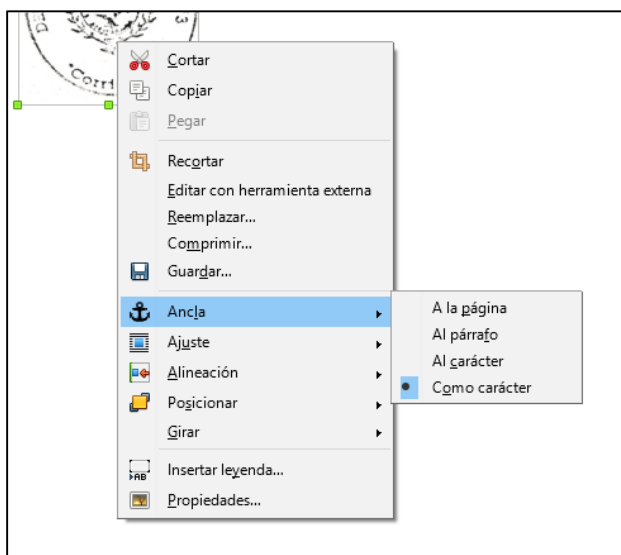 3
Cortar
Copiar
Pegar
Recortar
Editar con herramienta externa
Reemplazar...
Comprimir...
Guardar...
Ancla
Ajuste
Alineación
Posicionar
Girar
Insertar leyenda...
Propiedades...
A la página
Al párrafo
Al carácter
Como carácter